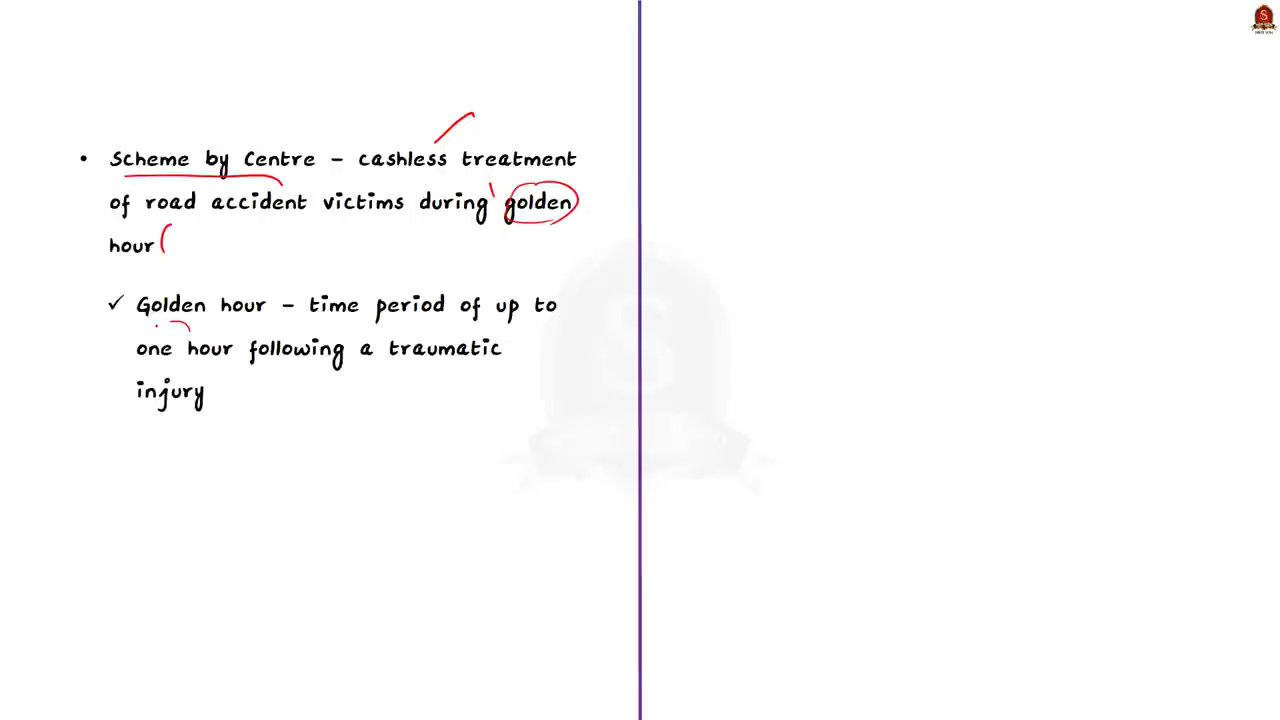 • Scheme by Centre – cashless treatment
of road accident victims during golden
hour
✓ Golden hour – time period of up to
one hour following a traumatic
injury
S